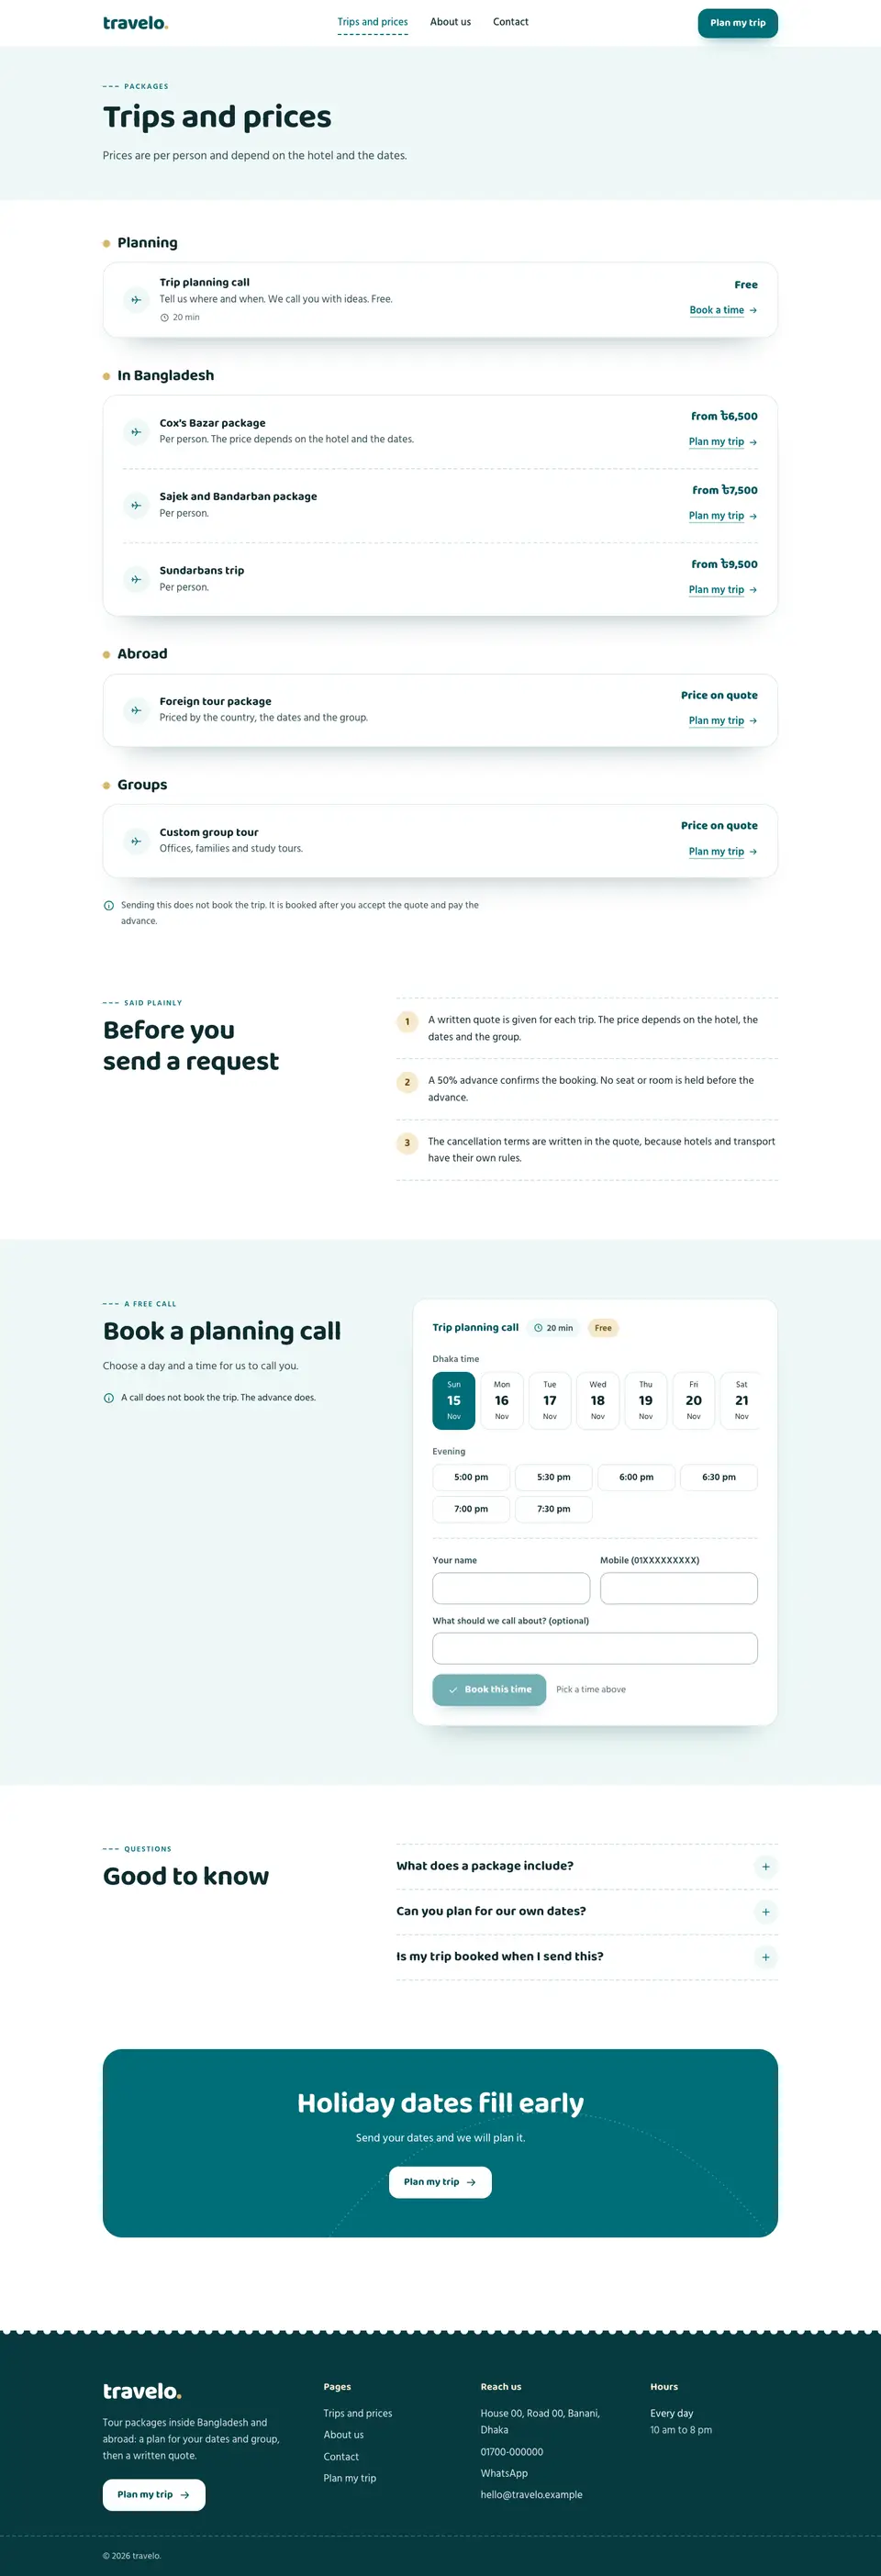 travelo.
Trips and prices
About us
Contact
Plan my trip
PACKAGES
Trips and prices
Prices are per person and depend on the hotel and the dates.
Planning
Trip planning call
Tell us where and when. We call you with ideas. Free.
20 min
Free
Book a time
In Bangladesh
Cox's Bazar package
Per person. The price depends on the hotel and the dates.
from ৳6,500
Plan my trip
Sajek and Bandarban package
Per person.
from ৳7,500
Plan my trip
Sundarbans trip
Per person.
from ৳9,500
Plan my trip
Abroad
Foreign tour package
Priced by the country, the dates and the group.
Price on quote
Plan my trip
Groups
Custom group tour
Offices, families and study tours.
Price on quote
Plan my trip
Sending this does not book the trip. It is booked after you accept the quote and pay the
advance.
SAID PLAINLY
Before you
send a request
1
A written quote is given for each trip. The price depends on the hotel, the
dates and the group.
2
A 50% advance confirms the booking. No seat or room is held before the
advance.
3
The cancellation terms are written in the quote, because hotels and transport
have their own rules.
A FREE CALL
Book a planning call
Choose a day and a time for us to call you.
A call does not book the trip. The advance does.
Trip planning call
20 min
Free
Dhaka time
Sun 15 Nov
Mon 16 Nov
Tue 17 Nov
Wed 18 Nov
Thu 19 Nov
Fri 20 Nov
Sat 21 Nov
Evening
5:00 pm
5:30 pm
6:00 pm
6:30 pm
7:00 pm
7:30 pm
Your name
Mobile (01XXXXXXXXX)
What should we call about? (optional)
Book this time
Pick a time above
QUESTIONS
Good to know
What does a package include?
Can you plan for our own dates?
Is my trip booked when I send this?
Holiday dates fill early
Send your dates and we will plan it.
Plan my trip
travelo.
Tour packages inside Bangladesh and
abroad: a plan for your dates and group,
then a written quote.
Plan my trip
Pages
Trips and prices
About us
Contact
Plan my trip
Reach us
House 00, Road 00, Banani,
Dhaka
01700-000000
WhatsApp
hello@travelo.example
Hours
Every day
10 am to 8 pm
© 2026 travelo.